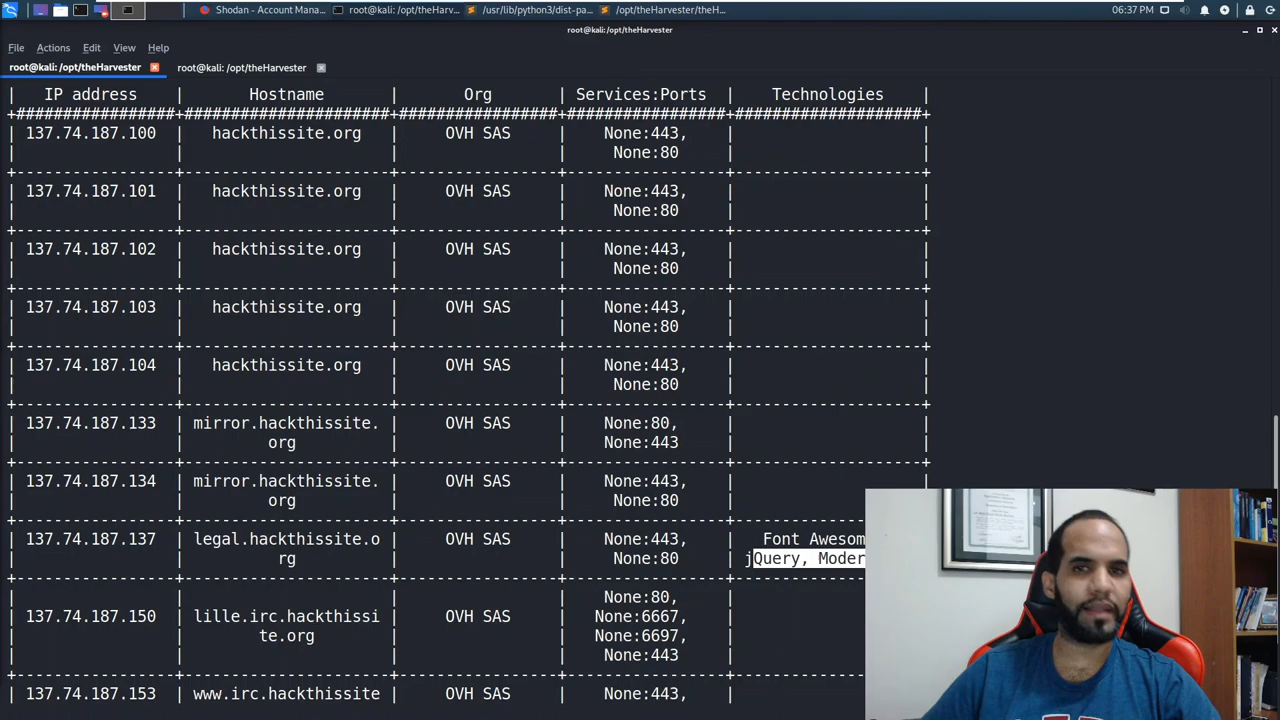 Shodan - Account Mana...
root@kali: /opt/theHarv...
/usr/lib/python3/dist-pa...
/opt/theHarvester/theH...
06:37 PM
root@kali: /opt/theHarvester
File Actions Edit View Help
root@kali: /opt/theHarvester
root@kali: /opt/theHarvester
| IP address | Hostname | Org | Services:Ports | Technologies |
+#################+######################+#################+#################+####################+
| 137.74.187.100 | hackthissite.org | OVH SAS | None:443, | |
| | | | None:80 | |
| 137.74.187.101 | hackthissite.org | OVH SAS | None:443, | |
| | | | None:80 | |
| 137.74.187.102 | hackthissite.org | OVH SAS | None:443, | |
| | | | None:80 | |
| 137.74.187.103 | hackthissite.org | OVH SAS | None:443, | |
| | | | None:80 | |
| 137.74.187.104 | hackthissite.org | OVH SAS | None:443, | |
| | | | None:80 | |
| 137.74.187.133 | mirror.hackthissite. | OVH SAS | None:80, | |
| | org | | None:443 | |
| 137.74.187.134 | mirror.hackthissite. | OVH SAS | None:443, | |
| | org | | None:80 |
| 137.74.187.137 | legal.hackthissite.o | OVH SAS | None:443, | Font Awesom
| | rg | | None:80 | jQuery, Moder
| | | | None:80, |
| 137.74.187.150 | lille.irc.hackthissi | OVH SAS | None:6667, |
| | te.org | | None:6697, |
| | | | None:443 |
| 137.74.187.153 | www.irc.hackthissite | OVH SAS | None:443, |